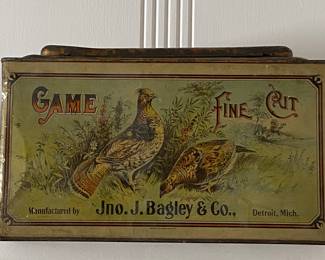 GAME FINE CUT
Manufactured by Jno. J. Bagley & Co., Detroit, Mich.